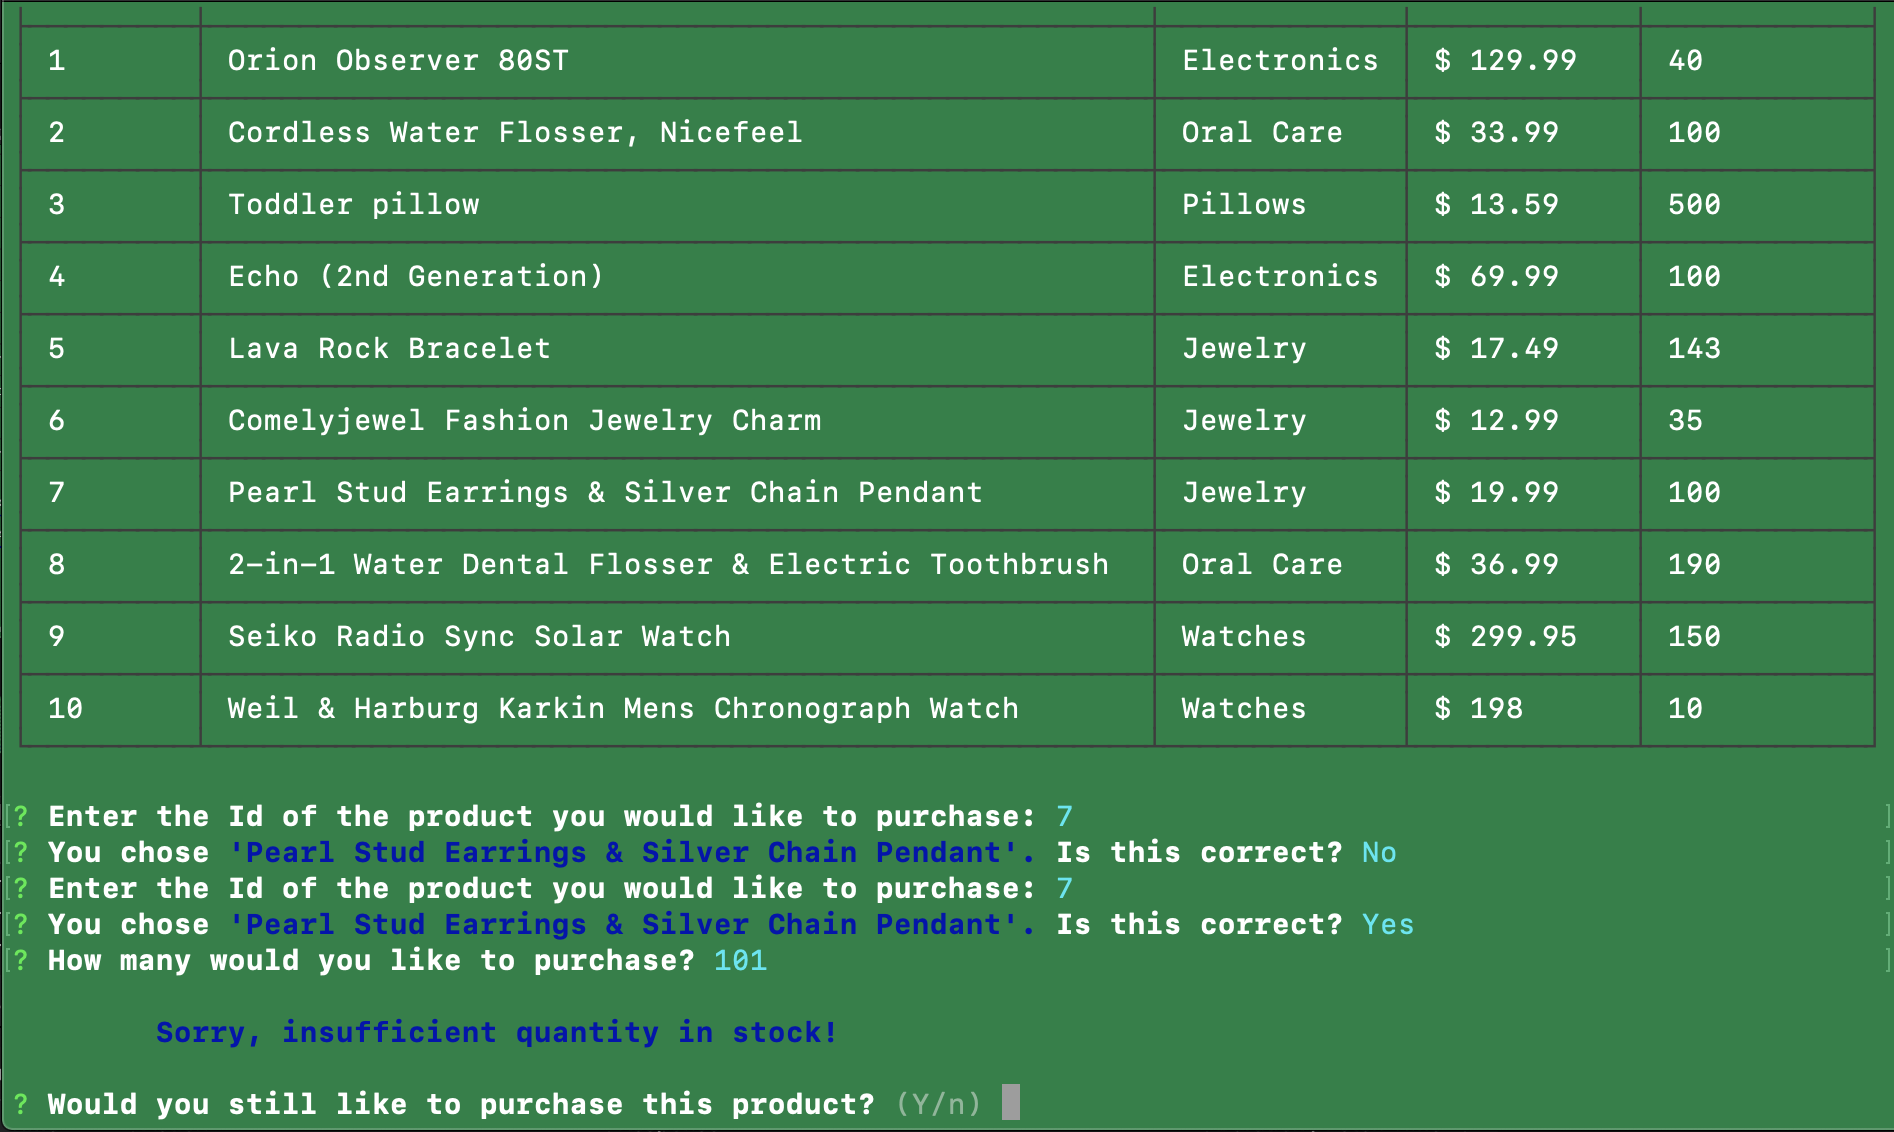 1 Orion Observer 80ST Electronics $ 129.99 40
2 Cordless Water Flosser, Nicefeel Oral Care $ 33.99 100
3 Toddler pillow Pillows $ 13.59 500
4 Echo (2nd Generation) Electronics $ 69.99 100
5 Lava Rock Bracelet Jewelry $ 17.49 143
6 Comelyjewel Fashion Jewelry Charm Jewelry $ 12.99 35
7 Pearl Stud Earrings & Silver Chain Pendant Jewelry $ 19.99 100
8 2-in-1 Water Dental Flosser & Electric Toothbrush Oral Care $ 36.99 190
9 Seiko Radio Sync Solar Watch Watches $ 299.95 150
10 Weil & Harburg Karkin Mens Chronograph Watch Watches $ 198 10
[? Enter the Id of the product you would like to purchase: 7 ]
[? You chose 'Pearl Stud Earrings & Silver Chain Pendant'. Is this correct? No ]
[? Enter the Id of the product you would like to purchase: 7 ]
[? You chose 'Pearl Stud Earrings & Silver Chain Pendant'. Is this correct? Yes ]
[? How many would you like to purchase? 101 ]
Sorry, insufficient quantity in stock!
? Would you still like to purchase this product? (Y/n)